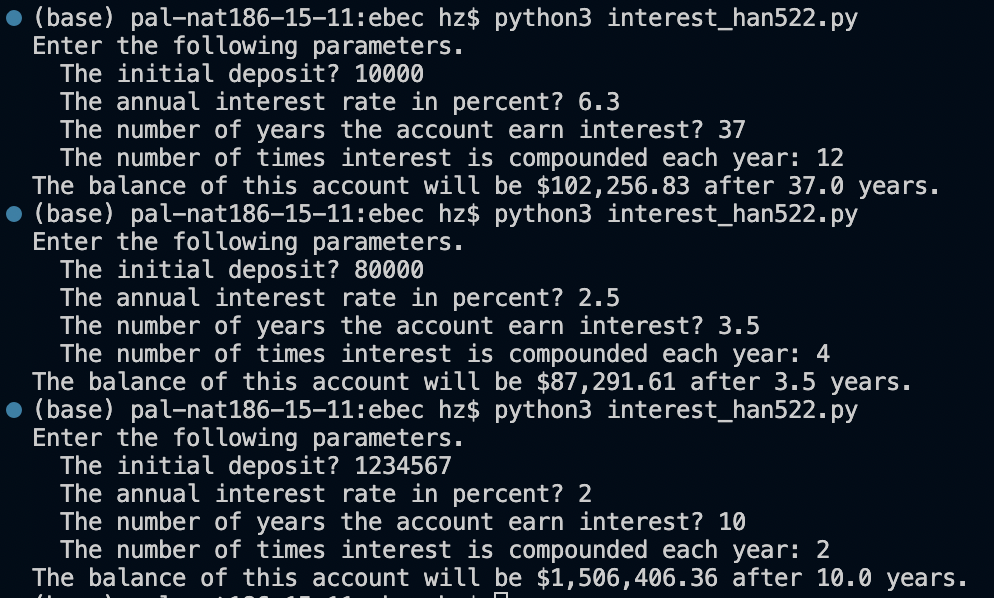 (base) pal-nat186-15-11:ebec hz$ python3 interest_han522.py
Enter the following parameters.
  The initial deposit? 10000
  The annual interest rate in percent? 6.3
  The number of years the account earn interest? 37
  The number of times interest is compounded each year: 12
The balance of this account will be $102,256.83 after 37.0 years.
(base) pal-nat186-15-11:ebec hz$ python3 interest_han522.py
Enter the following parameters.
  The initial deposit? 80000
  The annual interest rate in percent? 2.5
  The number of years the account earn interest? 3.5
  The number of times interest is compounded each year: 4
The balance of this account will be $87,291.61 after 3.5 years.
(base) pal-nat186-15-11:ebec hz$ python3 interest_han522.py
Enter the following parameters.
  The initial deposit? 1234567
  The annual interest rate in percent? 2
  The number of years the account earn interest? 10
  The number of times interest is compounded each year: 2
The balance of this account will be $1,506,406.36 after 10.0 years.